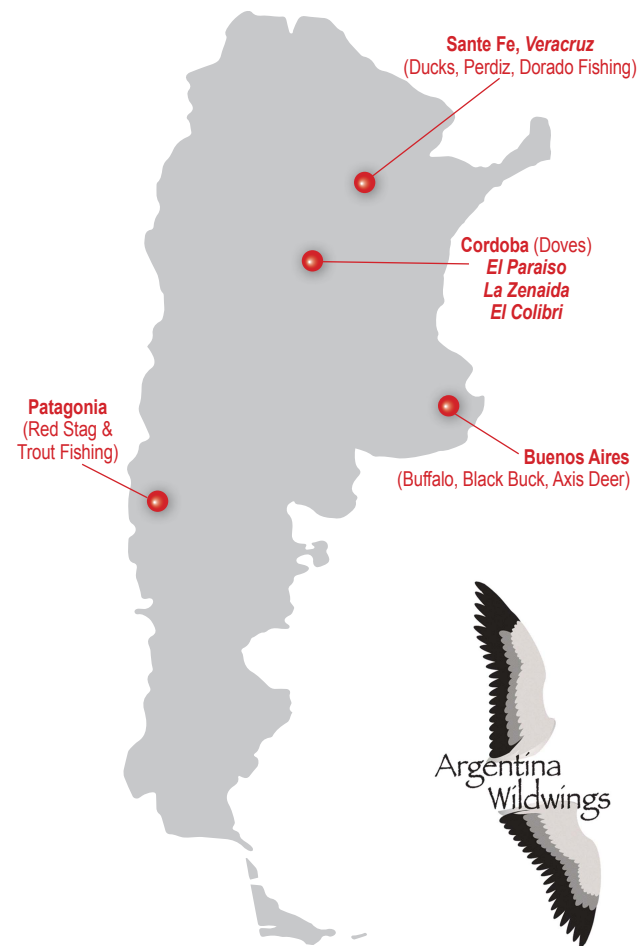 Sante Fe, Veracruz
(Ducks, Perdiz, Dorado Fishing)
Cordoba (Doves)
El Paraiso
La Zenaida
El Colibri
Patagonia
(Red Stag &
Trout Fishing)
Buenos Aires
(Buffalo, Black Buck, Axis Deer)
Argentina
Wildwings